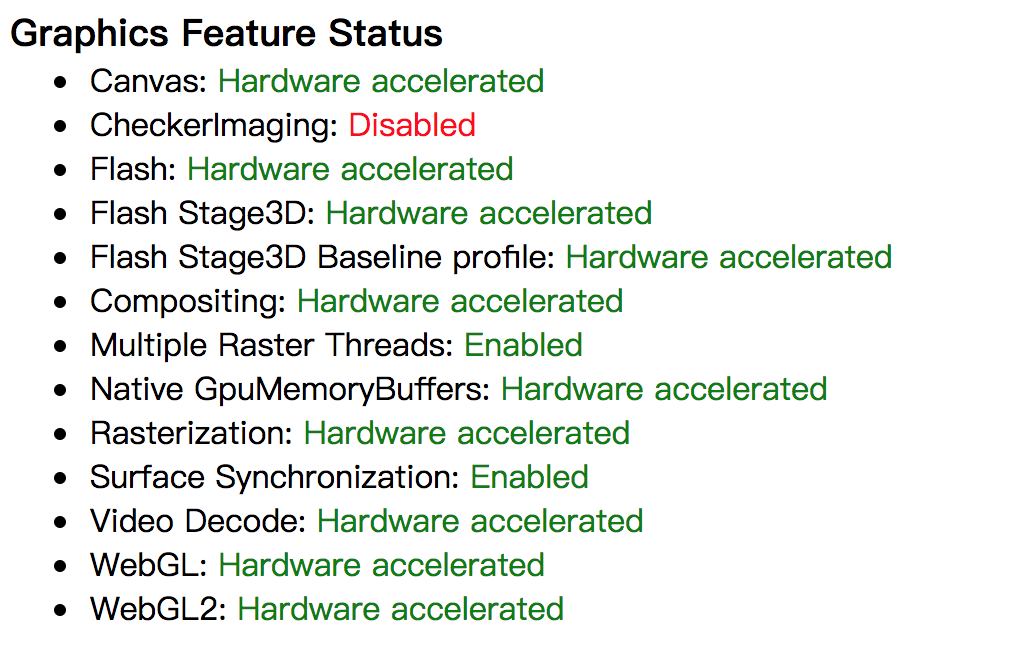 Graphics Feature Status
• Canvas: Hardware accelerated
• CheckerImaging: Disabled
• Flash: Hardware accelerated
• Flash Stage3D: Hardware accelerated
• Flash Stage3D Baseline profile: Hardware accelerated
• Compositing: Hardware accelerated
• Multiple Raster Threads: Enabled
• Native GpuMemoryBuffers: Hardware accelerated
• Rasterization: Hardware accelerated
• Surface Synchronization: Enabled
• Video Decode: Hardware accelerated
• WebGL: Hardware accelerated
• WebGL2: Hardware accelerated